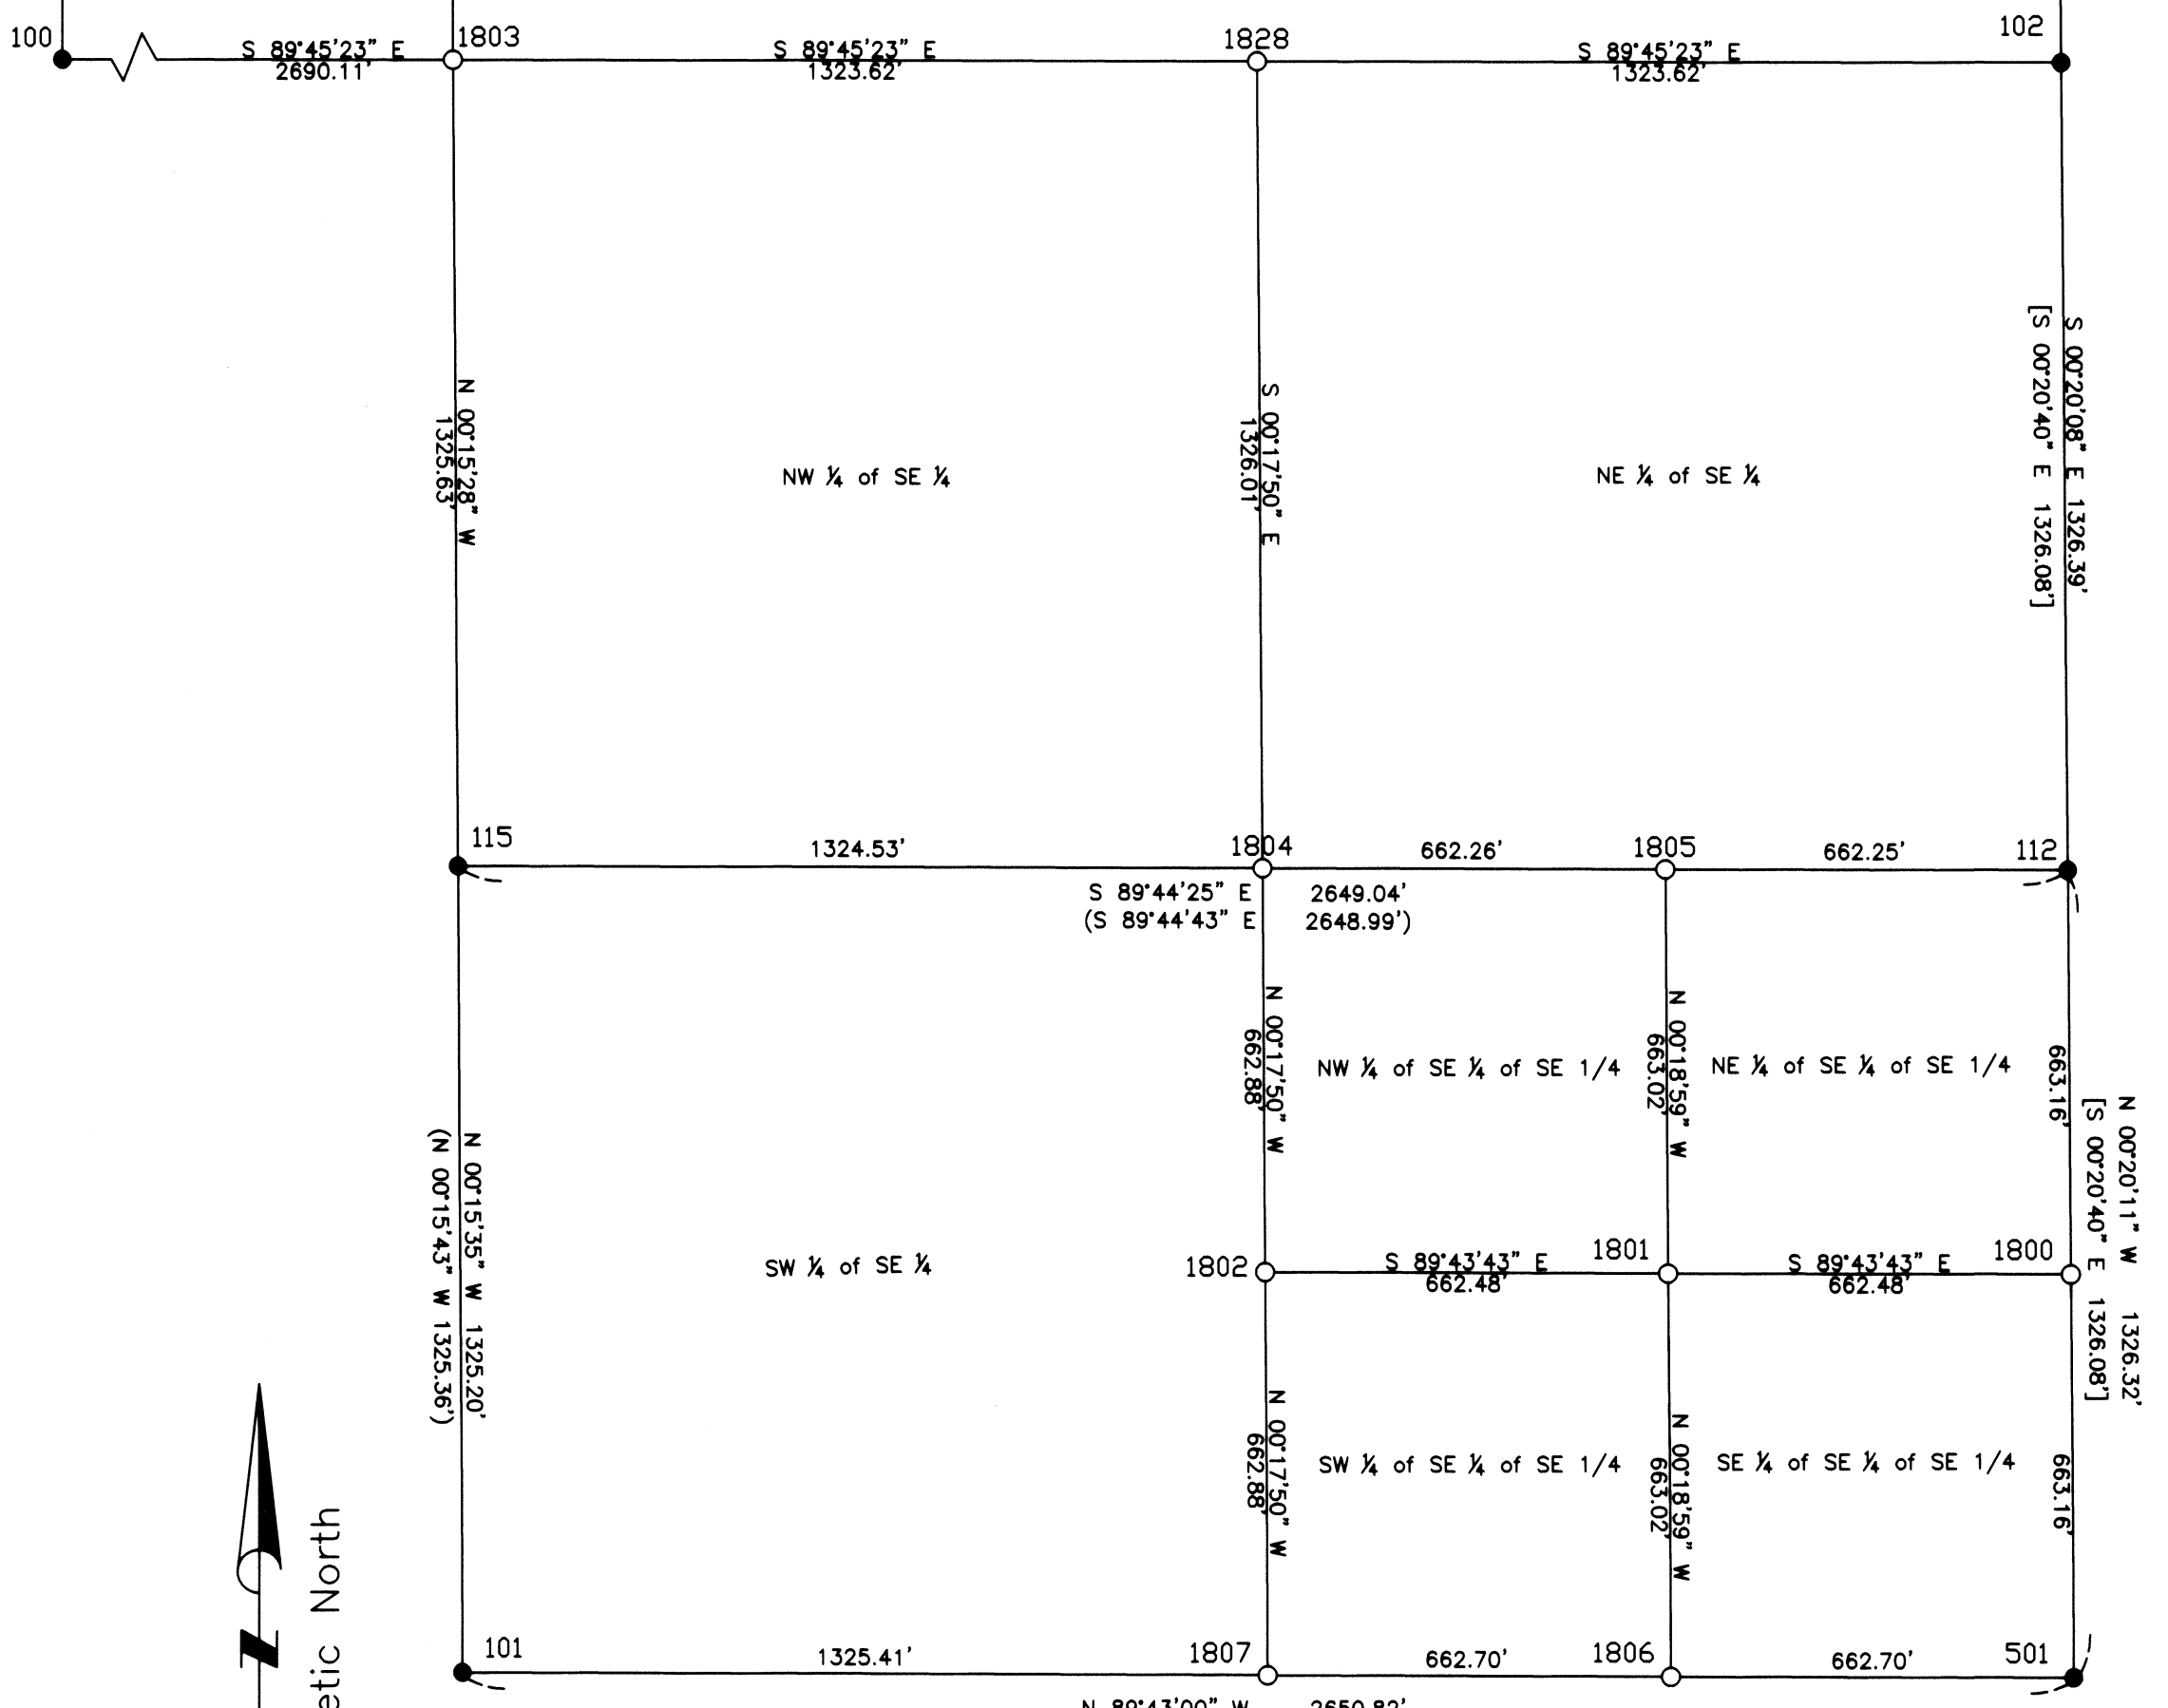 100
1803
1828
102
S 89°45'23" E
2690.11'
S 89°45'23" E
1323.62'
S 89°45'23" E
1323.62'
N 00°15'28" W
1325.63'
S 00°17'50" E
1326.01'
S 00°20'08" E 1326.39'
[S 00°20'40" E 1326.08']
NW ¼ of SE ¼
NE ¼ of SE ¼
115
1324.53'
1804
662.26'
1805
662.25'
112
S 89°44'25" E 2649.04'
(S 89°44'43" E 2648.99')
N 00°17'50" W
662.88'
N 00°18'59" W
663.02'
663.16'
NW ¼ of SE ¼ of SE 1/4
NE ¼ of SE ¼ of SE 1/4
N 00°20'11" W 1326.32'
[S 00°20'40" E 1326.08']
N 00°15'35" W 1325.20'
(N 00°15'43" W 1325.36')
SW ¼ of SE ¼
1802
S 89°43'43" E
662.48'
1801
S 89°43'43" E
662.48'
1800
N 00°17'50" W
662.88'
N 00°18'59" W
663.02'
663.16'
SW ¼ of SE ¼ of SE 1/4
SE ¼ of SE ¼ of SE 1/4
N
etic North
101
1325.41'
1807
662.70'
1806
662.70'
501
N 89°43'00" W 2650.82'